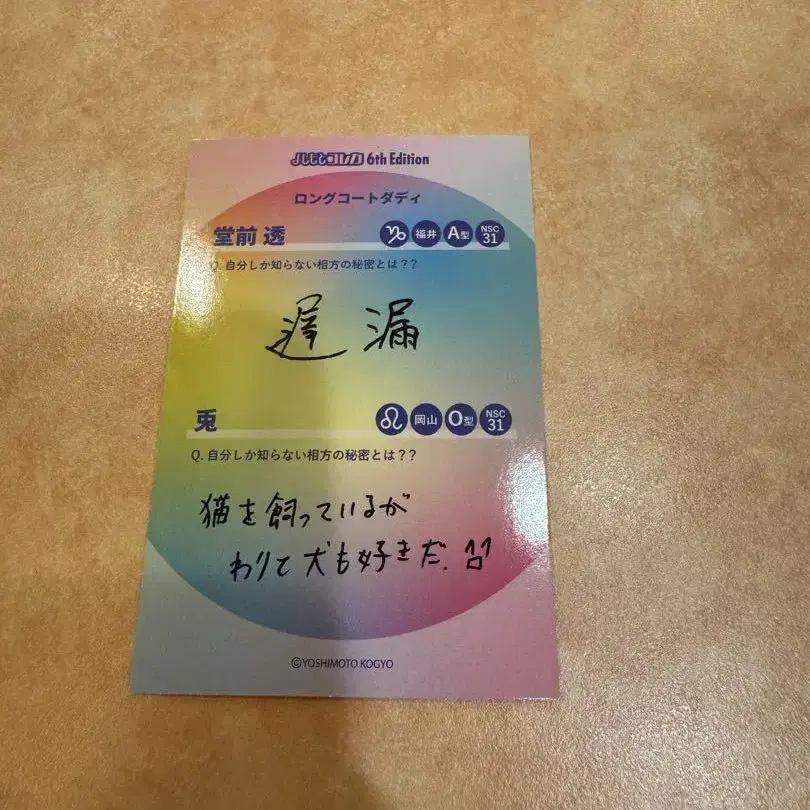 よしもとコレカ 6th Edition
ロングコートダディ
堂前 透 ♑ 福井 A型 NSC 31
Q. 自分しか知らない相方の秘密とは??
遅漏
兎 ♌ 岡山 O型 NSC 31
Q. 自分しか知らない相方の秘密とは??
猫を飼っているが
わりと犬も好きだ.
©YOSHIMOTO KOGYO